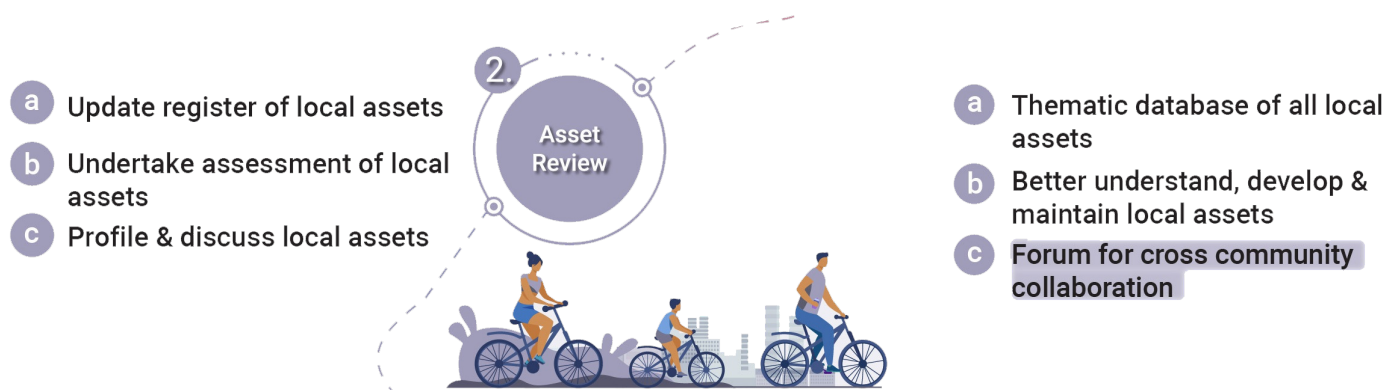 a Update register of local assets
b Undertake assessment of local
assets
c Profile & discuss local assets
2.
Asset
Review
a Thematic database of all local
assets
b Better understand, develop &
maintain local assets
c Forum for cross community
collaboration